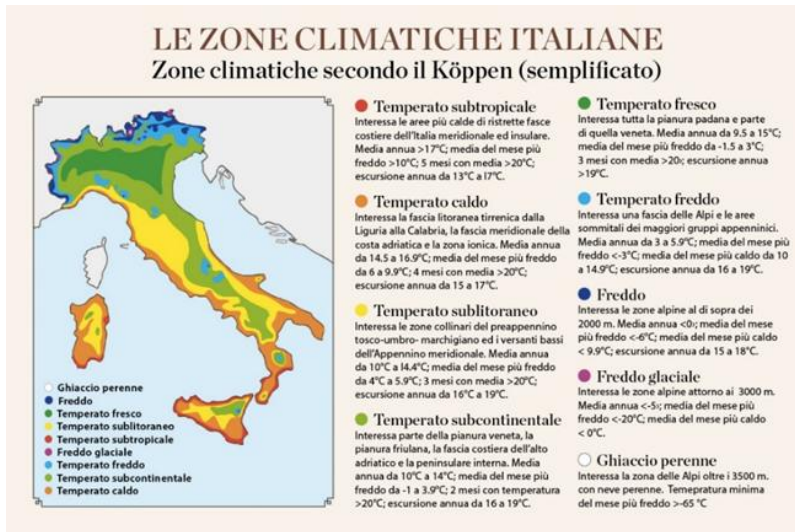 LE ZONE CLIMATICHE ITALIANE
Zone climatiche secondo il Köppen (semplificato)
Ghiaccio perenne
Freddo
Temperato fresco
Temperato sublitoraneo
Temperato subtropicale
Freddo glaciale
Temperato freddo
Temperato subcontinentale
Temperato caldo
Temperato subtropicale
Interessa le aree più calde di ristrette fasce
costiere dell'Italia meridionale ed insulare.
Media annua >17°C; media del mese più
freddo >10°C; 5 mesi con media >20°C;
escursione annua da 13°C a l7°C.
Temperato caldo
Interessa la fascia litoranea tirrenica dalla
Liguria alla Calabria, la fascia meridionale della
costa adriatica e la zona ionica. Media annua
da 14.5 a 16.9°C; media del mese più freddo
da 6 a 9.9°C; 4 mesi con media >20°C;
escursione annua da 15 a 17°C.
Temperato sublitoraneo
Interessa le zone collinari del preappennino
tosco-umbro- marchigiano ed i versanti bassi
dell'Appennino meridionale. Media annua
da 10°C a l4.4°C; media del mese più freddo
da 4°C a 5.9°C; 3 mesi con media >20°C;
escursione annua da 16°C a 19°C.
Temperato subcontinentale
Interessa parte della pianura veneta, la
pianura friulana, la fascia costiera dell'alto
adriatico e la peninsulare interna. Media
annua da 10°C a 14°C; media del mese più
freddo da -1 a 3.9°C; 2 mesi con temperatura
>20°C; escursione annua da 16 a 19°C.
Temperato fresco
Interessa tutta la pianura padana e parte
di quella veneta. Media annua da 9.5 a 15°C;
media del mese più freddo da -1.5 a 3°C;
3 mesi con media >20°; escursione annua
>19°C.
Temperato freddo
Interessa una fascia delle Alpi e le aree
sommitali dei maggiori gruppi appenninici.
Media annua da 3 a 5.9°C; media del mese più
freddo <-3°C; media del mese più caldo da 10
a 14.9°C; escursione annua da 16 a 19°C.
Freddo
Interessa le zone alpine al di sopra dei
2000 m. Media annua <0°; media del mese
più freddo <-6°C; media del mese più caldo
< 9.9°C; escursione annua da 15 a 18°C.
Freddo glaciale
Interessa le zone alpine attorno ai 3000 m.
Media annua <-5°; media del mese più
freddo <-20°C; media del mese più caldo
< 0°C.
Ghiaccio perenne
Interessa la zona delle Alpi oltre i 3500 m.
con neve perenne. Temepratura minima
del mese più freddo >-65 °C